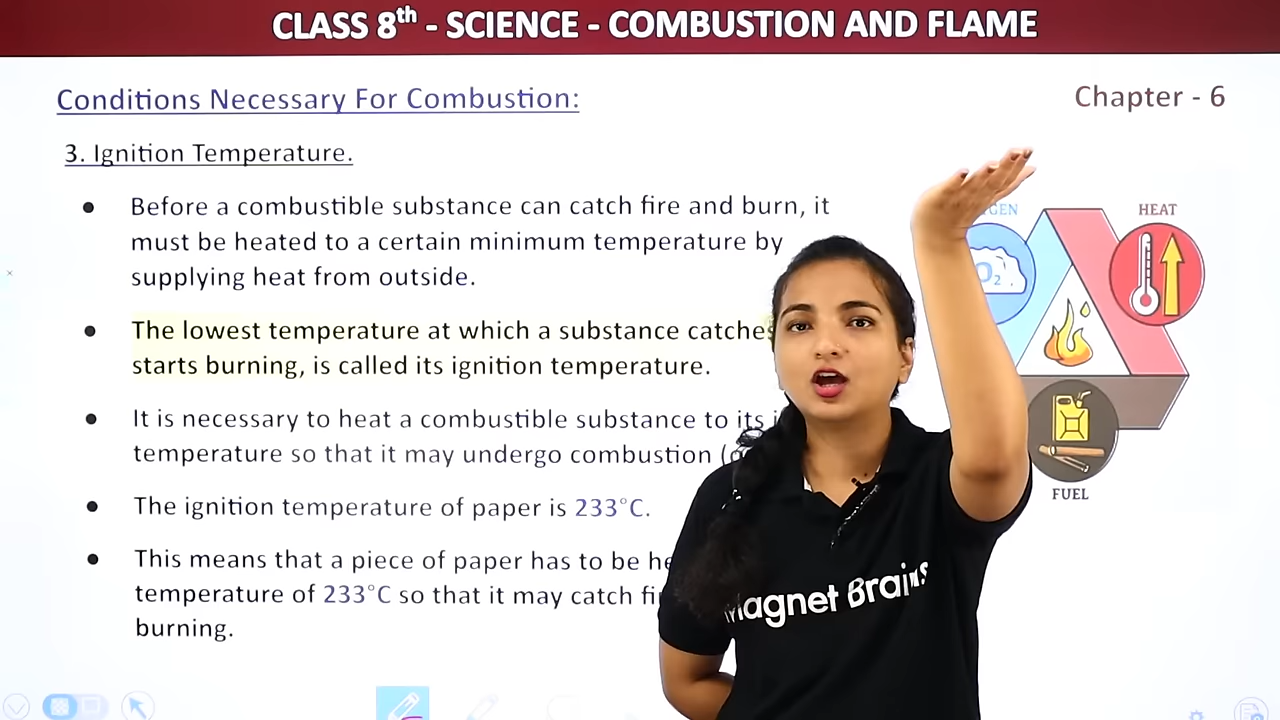 CLASS 8th - SCIENCE - COMBUSTION AND FLAME
Conditions Necessary For Combustion:
Chapter - 6
3. Ignition Temperature.
● Before a combustible substance can catch fire and burn, it
must be heated to a certain minimum temperature by
supplying heat from outside.
● The lowest temperature at which a substance catches
starts burning, is called its ignition temperature.
● It is necessary to heat a combustible substance to its
temperature so that it may undergo combustion
● The ignition temperature of paper is 233°C.
● This means that a piece of paper has to be
temperature of 233°C so that it may catch
burning.
HEAT
O2
FUEL
Magnet Brains